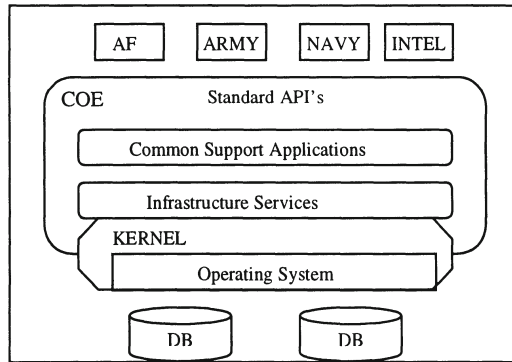 AF ARMY NAVY INTEL
COE Standard API's
Common Support Applications
Infrastructure Services
KERNEL
Operating System
DB DB